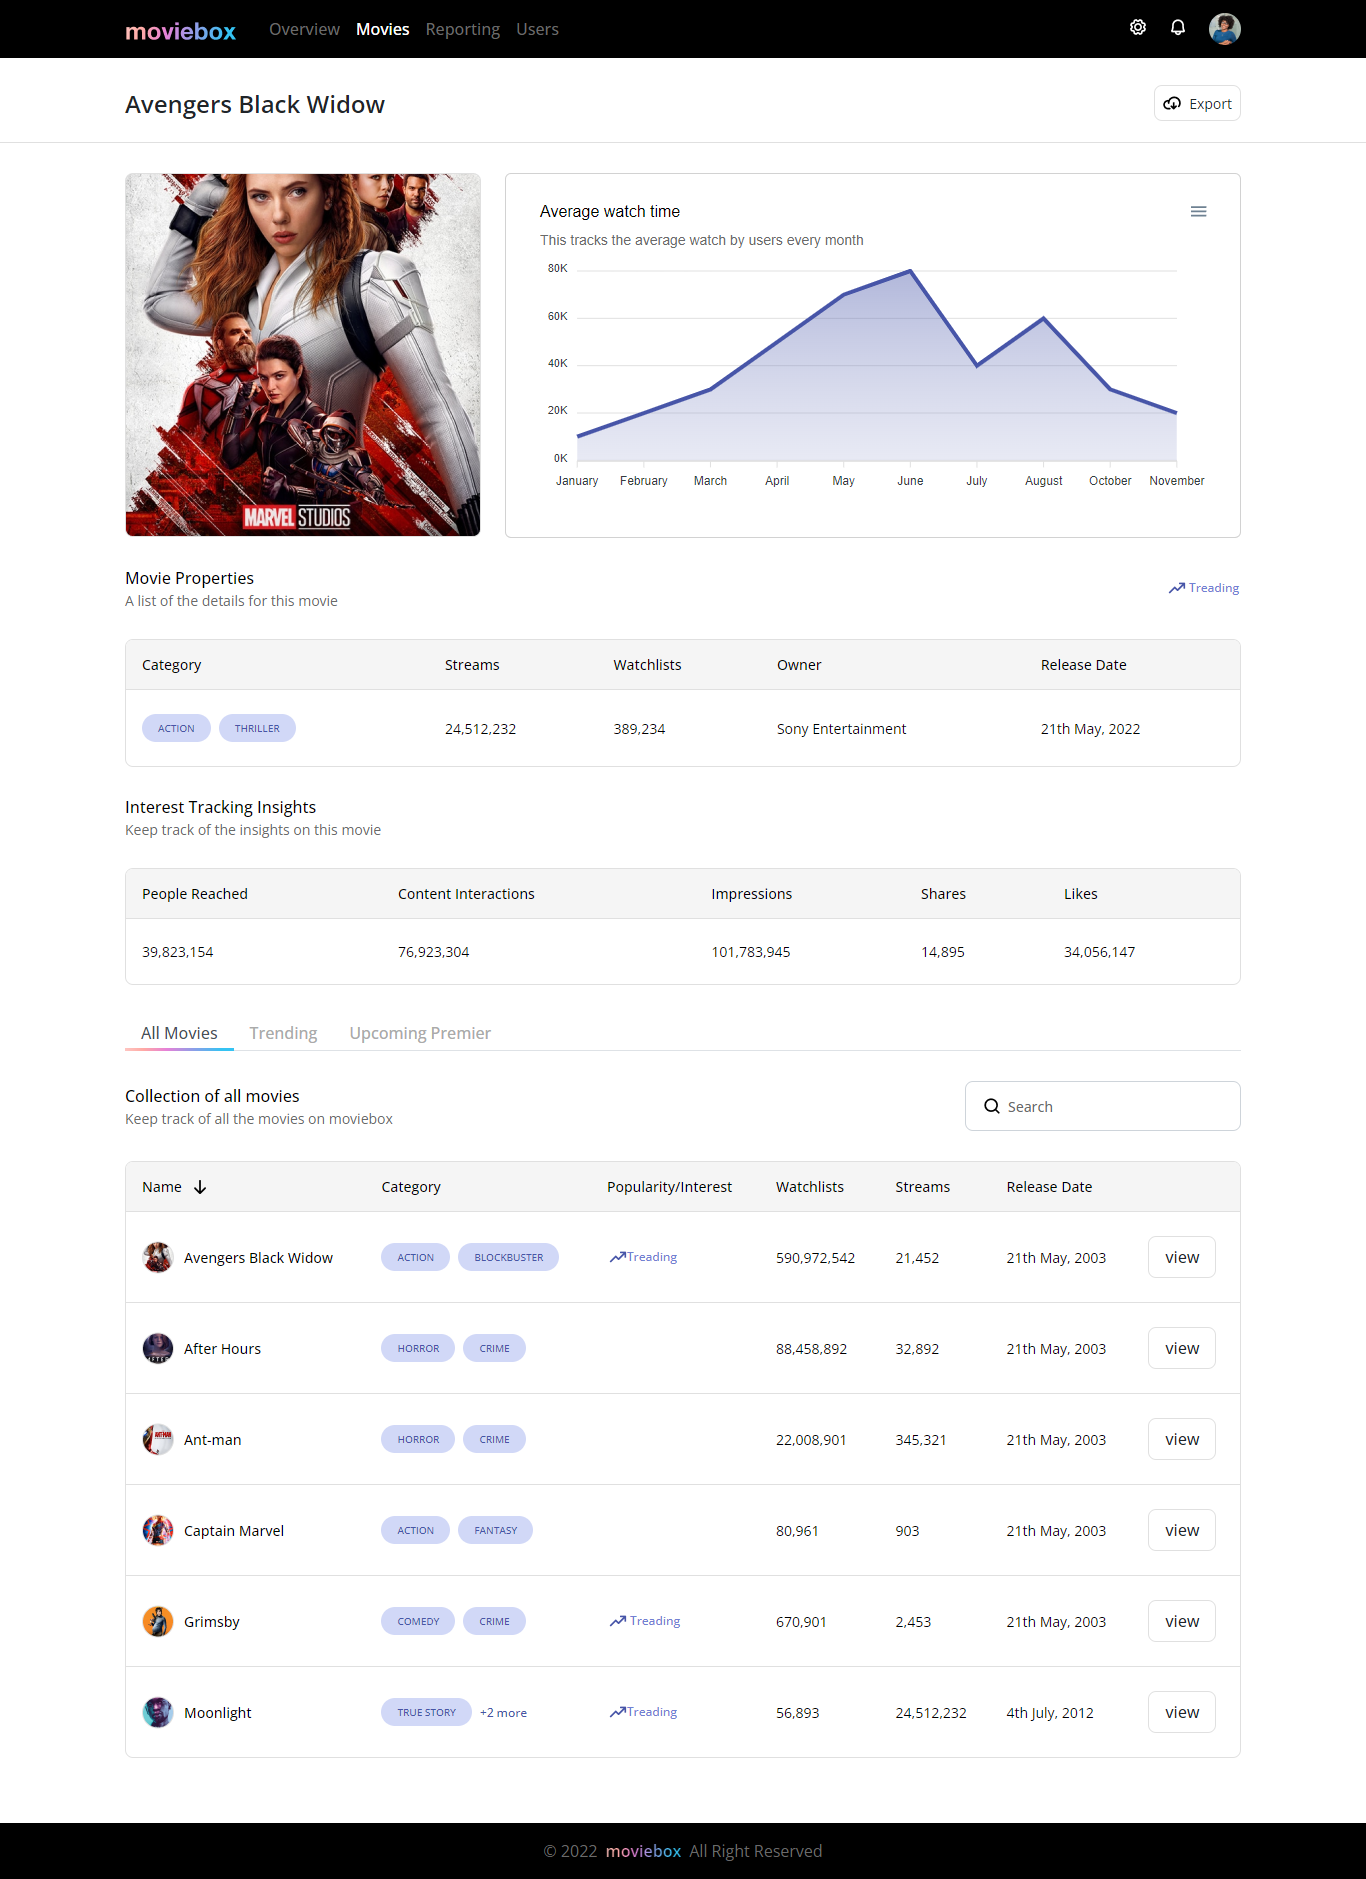 moviebox Overview Movies Reporting Users
Avengers Black Widow
Export
MARVEL STUDIOS
Average watch time
This tracks the average watch by users every month
80K
60K
40K
20K
0K
January February March April May June July August October November
Movie Properties
A list of the details for this movie
Treading
Category Streams Watchlists Owner Release Date
ACTION THRILLER 24,512,232 389,234 Sony Entertainment 21th May, 2022
Interest Tracking Insights
Keep track of the insights on this movie
People Reached Content Interactions Impressions Shares Likes
39,823,154 76,923,304 101,783,945 14,895 34,056,147
All Movies Trending Upcoming Premier
Collection of all movies
Keep track of all the movies on moviebox
Search
Name Category Popularity/Interest Watchlists Streams Release Date
Avengers Black Widow ACTION BLOCKBUSTER Treading 590,972,542 21,452 21th May, 2003 view
After Hours HORROR CRIME 88,458,892 32,892 21th May, 2003 view
Ant-man HORROR CRIME 22,008,901 345,321 21th May, 2003 view
Captain Marvel ACTION FANTASY 80,961 903 21th May, 2003 view
Grimsby COMEDY CRIME Treading 670,901 2,453 21th May, 2003 view
Moonlight TRUE STORY +2 more Treading 56,893 24,512,232 4th July, 2012 view
© 2022 moviebox All Right Reserved